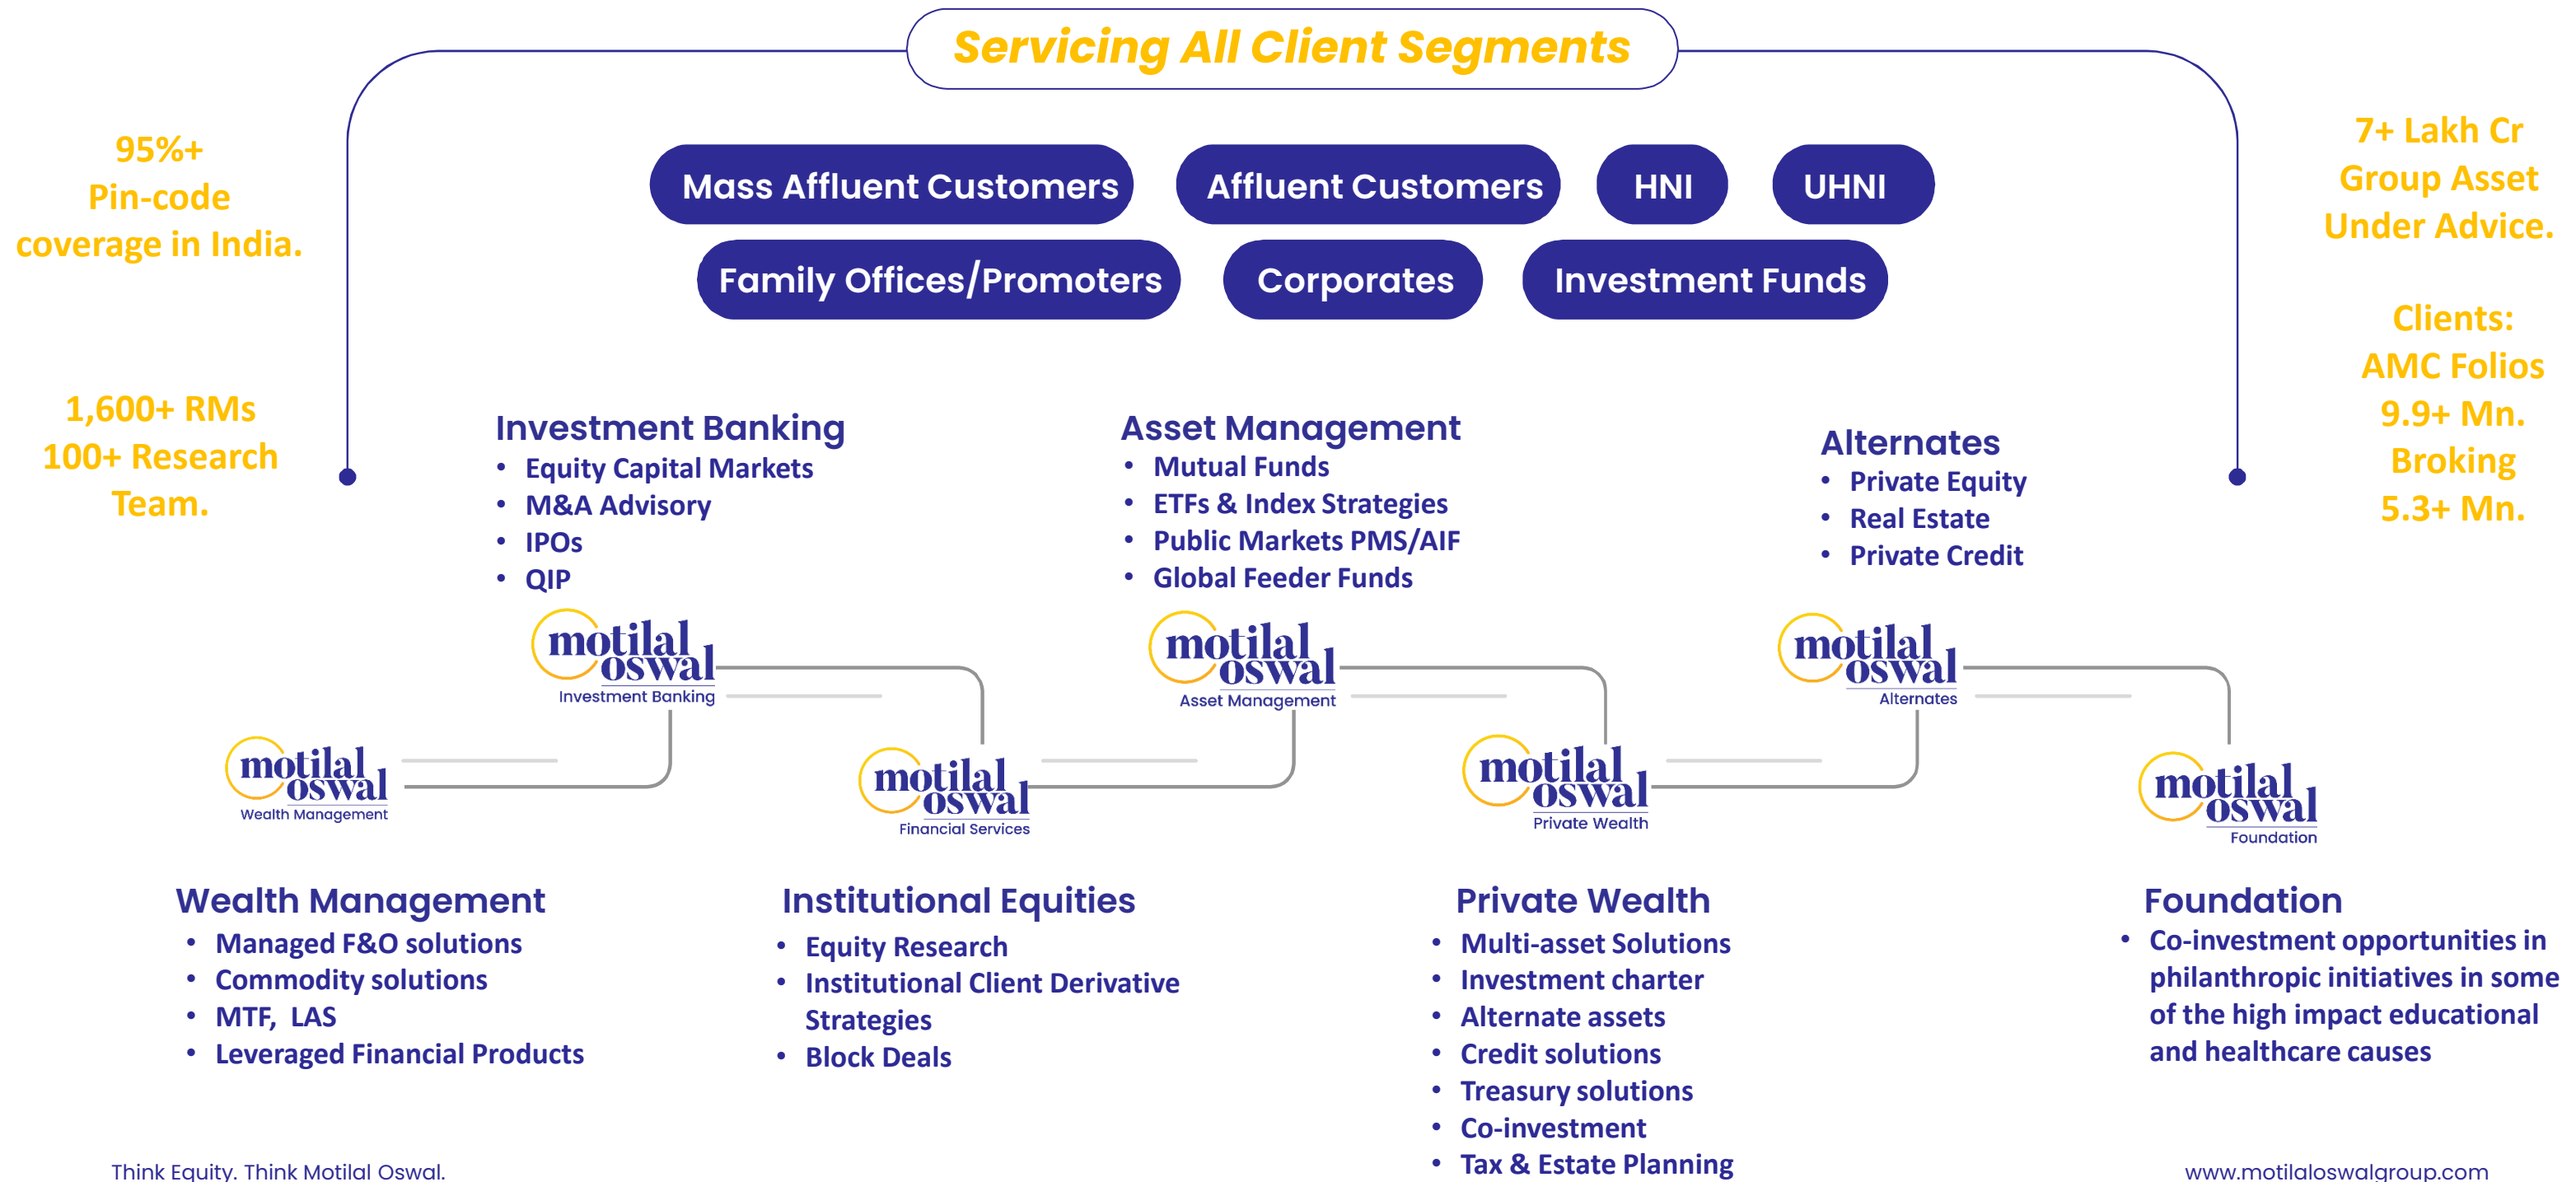 Servicing All Client Segments
95%+
Pin-code
coverage in India.
1,600+ RMs
100+ Research
Team.
Mass Affluent Customers
Affluent Customers
HNI
UHNI
Family Offices/Promoters
Corporates
Investment Funds
7+ Lakh Cr
Group Asset
Under Advice.
Clients:
AMC Folios
9.9+ Mn.
Broking
5.3+ Mn.
Investment Banking
• Equity Capital Markets
• M&A Advisory
• IPOs
• QIP
Asset Management
• Mutual Funds
• ETFs & Index Strategies
• Public Markets PMS/AIF
• Global Feeder Funds
Alternates
• Private Equity
• Real Estate
• Private Credit
motilal
oswal
Investment Banking
motilal
oswal
Asset Management
motilal
oswal
Alternates
motilal
oswal
Wealth Management
motilal
oswal
Financial Services
motilal
oswal
Private Wealth
motilal
oswal
Foundation
Wealth Management
• Managed F&O solutions
• Commodity solutions
• MTF, LAS
• Leveraged Financial Products
Institutional Equities
• Equity Research
• Institutional Client Derivative
Strategies
• Block Deals
Private Wealth
• Multi-asset Solutions
• Investment charter
• Alternate assets
• Credit solutions
• Treasury solutions
• Co-investment
• Tax & Estate Planning
Foundation
• Co-investment opportunities in
philanthropic initiatives in some
of the high impact educational
and healthcare causes
Think Equity. Think Motilal Oswal.
www.motilaloswalgroup.com